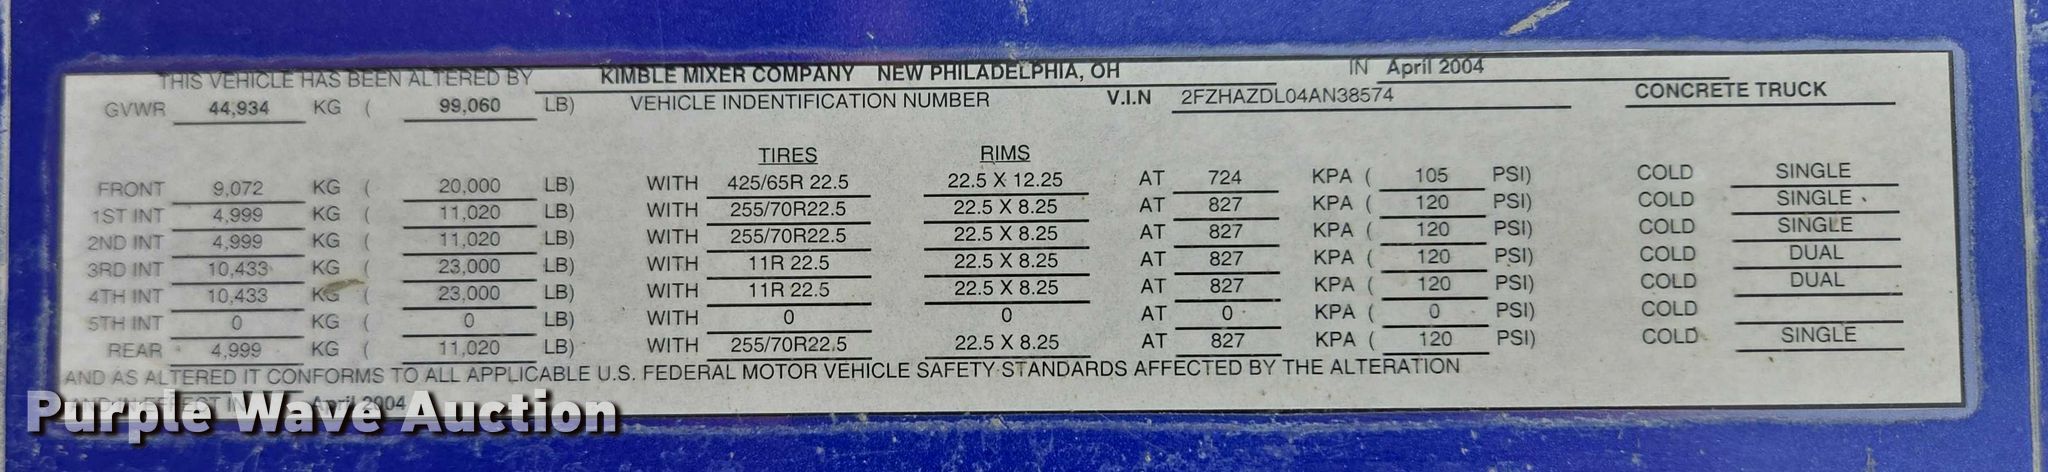 THIS VEHICLE HAS BEEN ALTERED BY KIMBLE MIXER COMPANY NEW PHILADELPHIA, OH IN April 2004
GVWR 44,934 KG ( 99,060 LB) VEHICLE INDENTIFICATION NUMBER V.I.N 2FZHAZDL04AN38574 CONCRETE TRUCK
TIRES RIMS
FRONT 9,072 KG ( 20,000 LB) WITH 425/65R 22.5 22.5 X 12.25 AT 724 KPA ( 105 PSI) COLD SINGLE
1ST INT 4,999 KG ( 11,020 LB) WITH 255/70R22.5 22.5 X 8.25 AT 827 KPA ( 120 PSI) COLD SINGLE
2ND INT 4,999 KG ( 11,020 LB) WITH 255/70R22.5 22.5 X 8.25 AT 827 KPA ( 120 PSI) COLD SINGLE
3RD INT 10,433 KG ( 23,000 LB) WITH 11R 22.5 22.5 X 8.25 AT 827 KPA ( 120 PSI) COLD DUAL
4TH INT 10,433 KG ( 23,000 LB) WITH 11R 22.5 22.5 X 8.25 AT 827 KPA ( 120 PSI) COLD DUAL
5TH INT 0 KG ( 0 LB) WITH 0 0 AT 0 KPA ( 0 PSI) COLD
REAR 4,999 KG ( 11,020 LB) WITH 255/70R22.5 22.5 X 8.25 AT 827 KPA ( 120 PSI) COLD SINGLE
AND AS ALTERED IT CONFORMS TO ALL APPLICABLE U.S. FEDERAL MOTOR VEHICLE SAFETY STANDARDS AFFECTED BY THE ALTERATION
AND IN EFFECT IN April 2004
Purple Wave Auction